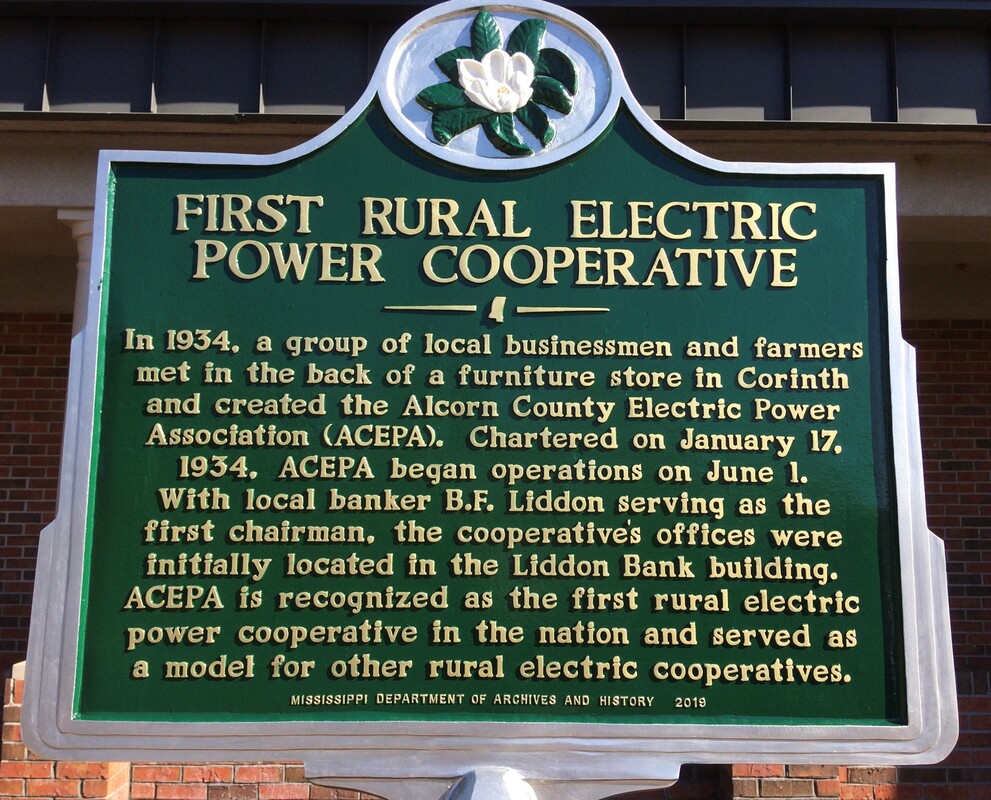 FIRST RURAL ELECTRIC
POWER COOPERATIVE
In 1934, a group of local businessmen and farmers
met in the back of a furniture store in Corinth
and created the Alcorn County Electric Power
Association (ACEPA). Chartered on January 17,
1934, ACEPA began operations on June 1.
With local banker B.F. Liddon serving as the
first chairman, the cooperative's offices were
initially located in the Liddon Bank building.
ACEPA is recognized as the first rural electric
power cooperative in the nation and served as
a model for other rural electric cooperatives.
MISSISSIPPI DEPARTMENT OF ARCHIVES AND HISTORY 2019